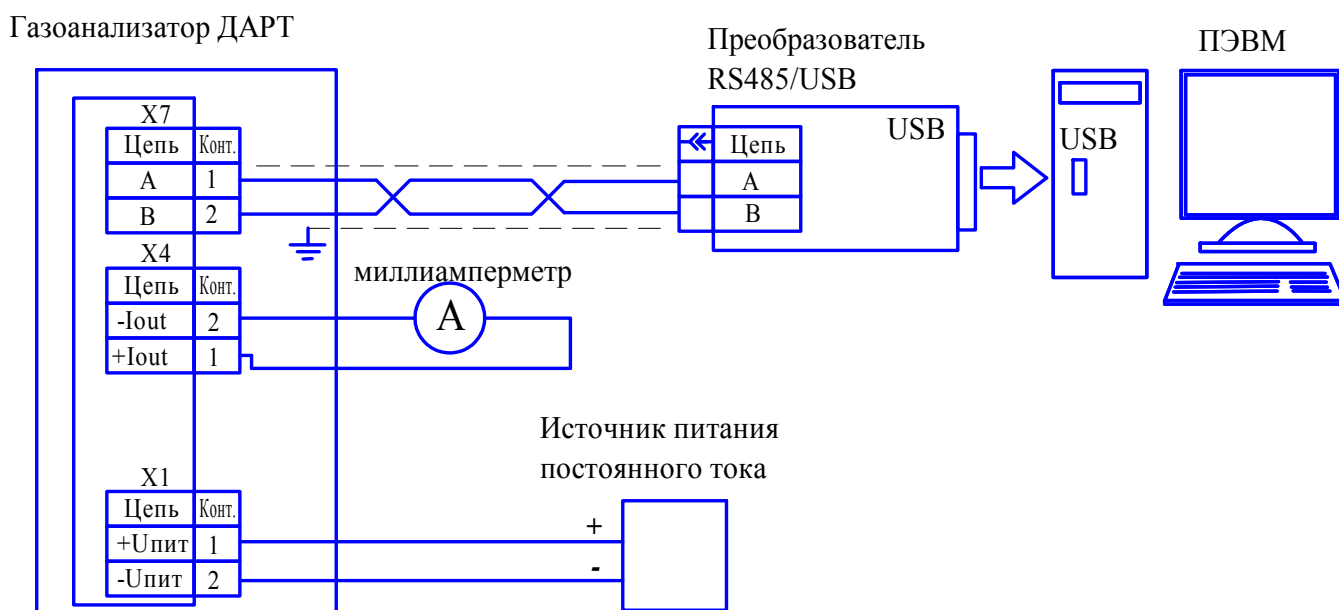 Газоанализатор ДАРТ
X7
Цепь Конт.
A 1
B 2
X4
Цепь Конт.
-Iout 2
+Iout 1
X1
Цепь Конт.
+Uпит 1
-Uпит 2
миллиамперметр
A
Преобразователь
RS485/USB
USB
Цепь
A
B
Источник питания
постоянного тока
+
-
ПЭВМ
USB